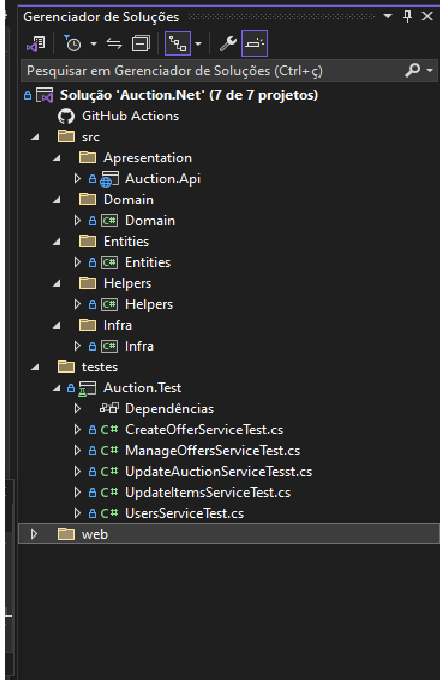 Gerenciador de Soluções
Pesquisar em Gerenciador de Soluções (Ctrl+ç)
Solução 'Auction.Net' (7 de 7 projetos)
GitHub Actions
src
Apresentation
Auction.Api
Domain
C# Domain
Entities
C# Entities
Helpers
C# Helpers
Infra
C# Infra
testes
Auction.Test
Dependências
C# CreateOfferServiceTest.cs
C# ManageOffersServiceTest.cs
C# UpdateAuctionServiceTesst.cs
C# UpdateItemsServiceTest.cs
C# UsersServiceTest.cs
web